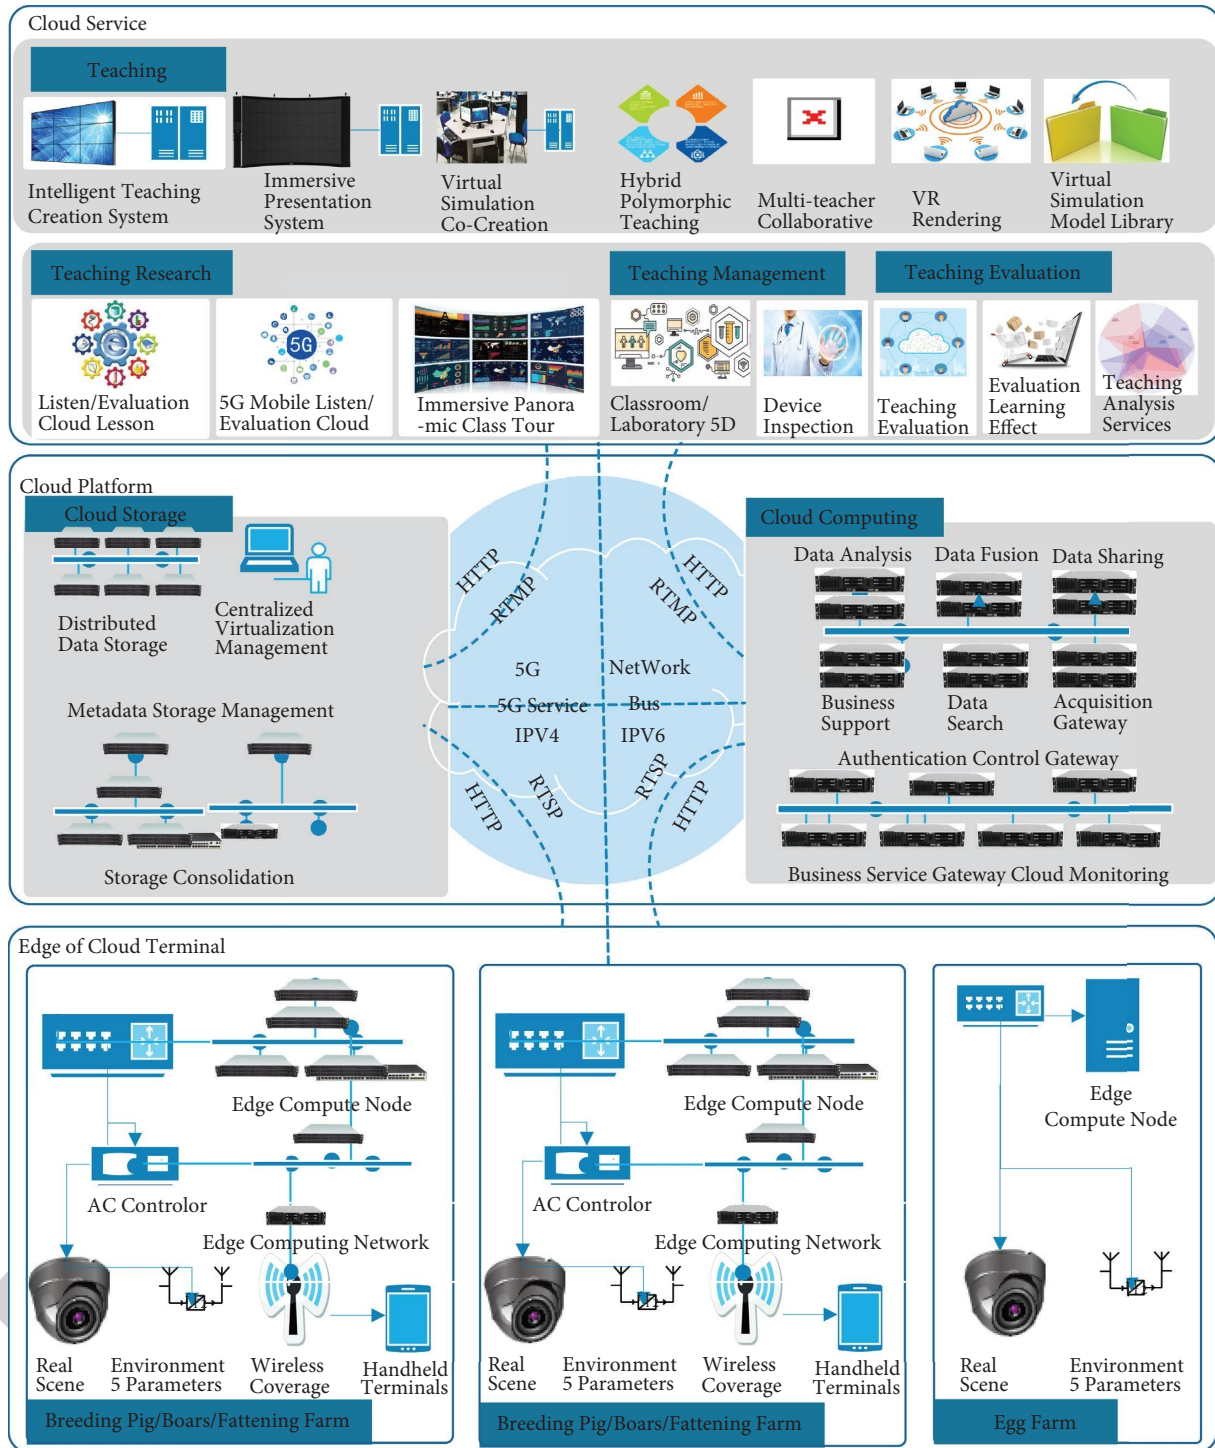 Cloud Service
Teaching
Intelligent Teaching
Creation System
Immersive
Presentation
System
Virtual
Simulation
Co-Creation
Hybrid
Polymorphic
Teaching
Multi-teacher
Collaborative
VR
Rendering
Virtual
Simulation
Model Library
Teaching Research
Teaching Management
Teaching Evaluation
5G
Listen/Evaluation
Cloud Lesson
5G Mobile Listen/
Evaluation Cloud
Immersive Panora
-mic Class Tour
Classroom/
Laboratory 5D
Device
Inspection
Teaching
Evaluation
Evaluation
Learning
Effect
Teaching
Analysis
Services
Cloud Platform
Cloud Storage
Distributed
Data Storage
Centralized
Virtualization
Management
Metadata Storage Management
Storage Consolidation
HTTP
RTMP
HTTP
RTMP
5G
NetWork
5G Service
Bus
IPV4
IPV6
HTTP
RTSP
RTSP
HTTP
Cloud Computing
Data Analysis
Data Fusion
Data Sharing
Business
Support
Data
Search
Acquisition
Gateway
Authentication Control Gateway
Business Service Gateway Cloud Monitoring
Edge of Cloud Terminal
Edge Compute Node
AC Controlor
Edge Computing Network
Real
Scene
Environment
5 Parameters
Wireless
Coverage
Handheld
Terminals
Breeding Pig/Boars/Fattening Farm
Edge Compute Node
AC Controlor
Edge Computing Network
Real
Scene
Environment
5 Parameters
Wireless
Coverage
Handheld
Terminals
Breeding Pig/Boars/Fattening Farm
Edge
Compute Node
Real
Scene
Environment
5 Parameters
Egg Farm